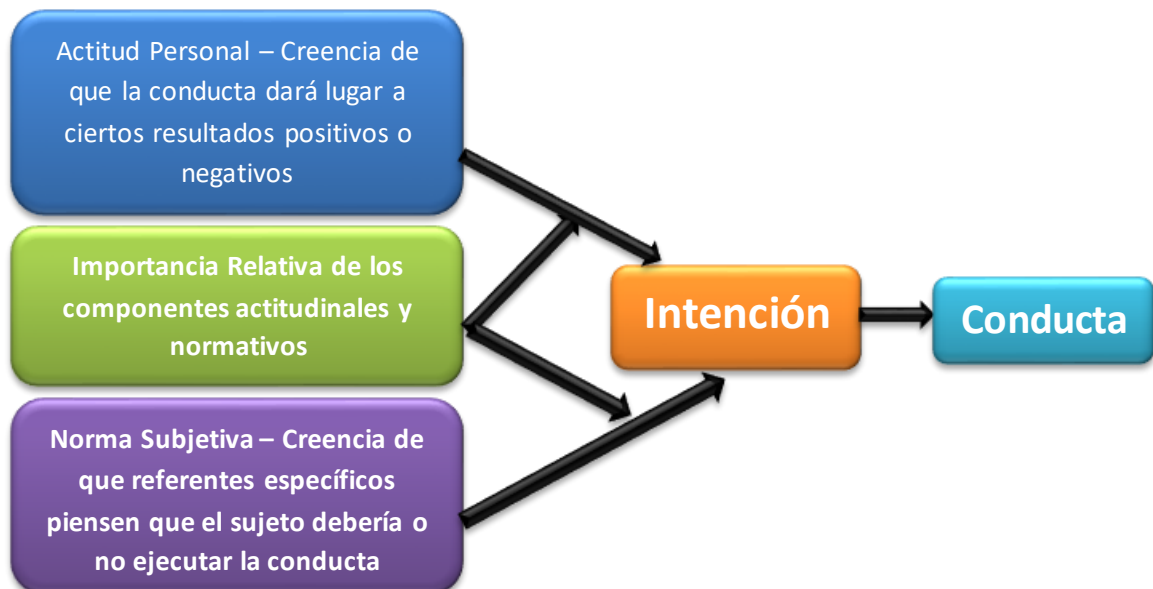 Actitud Personal – Creencia de
que la conducta dará lugar a
ciertos resultados positivos o
negativos
Importancia Relativa de los
componentes actitudinales y
normativos
Norma Subjetiva – Creencia de
que referentes específicos
piensen que el sujeto debería o
no ejecutar la conducta
Intención
Conducta